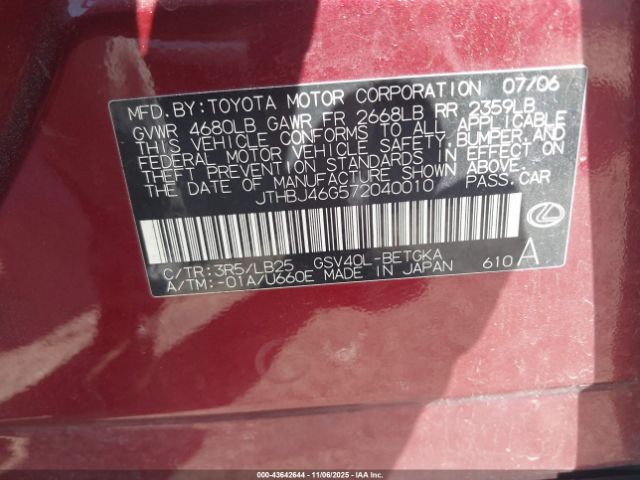 MFD. BY: TOYOTA MOTOR CORPORATION 07/06
GVWR 4680LB GAWR FR 2668LB RR 2359LB
THIS VEHICLE CONFORMS TO ALL APPLICABLE
FEDERAL MOTOR VEHICLE SAFETY, BUMPER, AND
THEFT PREVENTION STANDARDS IN EFFECT ON
THE DATE OF MANUFACTURE SHOWN ABOVE.
JTHBJ46G572040010 PASS. CAR
C/TR: 3R5/LB25 GSV40L-BETGKA
A/TM: -01A/U660E MADE IN JAPAN 610 A
000-43642644 - 11/06/2025 - IAAI.COM